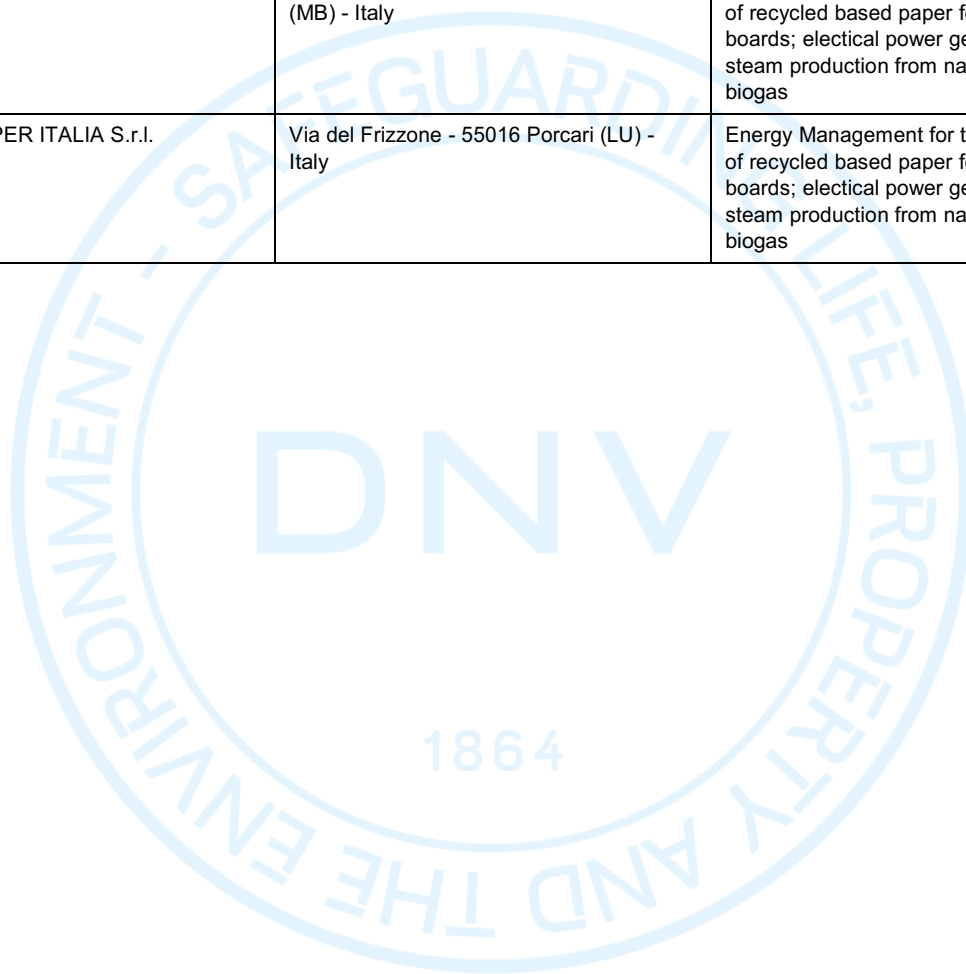 (MB) - Italy
of recycled based paper f
boards; electical power ge
steam production from na
biogas
PER ITALIA S.r.l.
Via del Frizzone - 55016 Porcari (LU) -
Italy
Energy Management for t
of recycled based paper f
boards; electical power ge
steam production from na
biogas
SAFEGUARDING LIFE, PROPERTY AND THE ENVIRONMENT -
DNV
1864